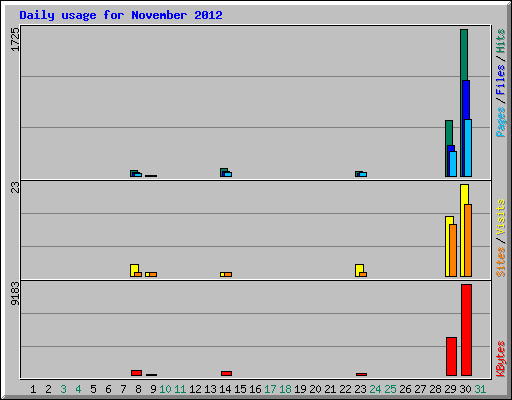 Daily usage for November 2012
1725
Pages / Files / Hits
23
Sites / Visits
9183
KBytes
1 2 3 4 5 6 7 8 9 10 11 12 13 14 15 16 17 18 19 20 21 22 23 24 25 26 27 28 29 30 31